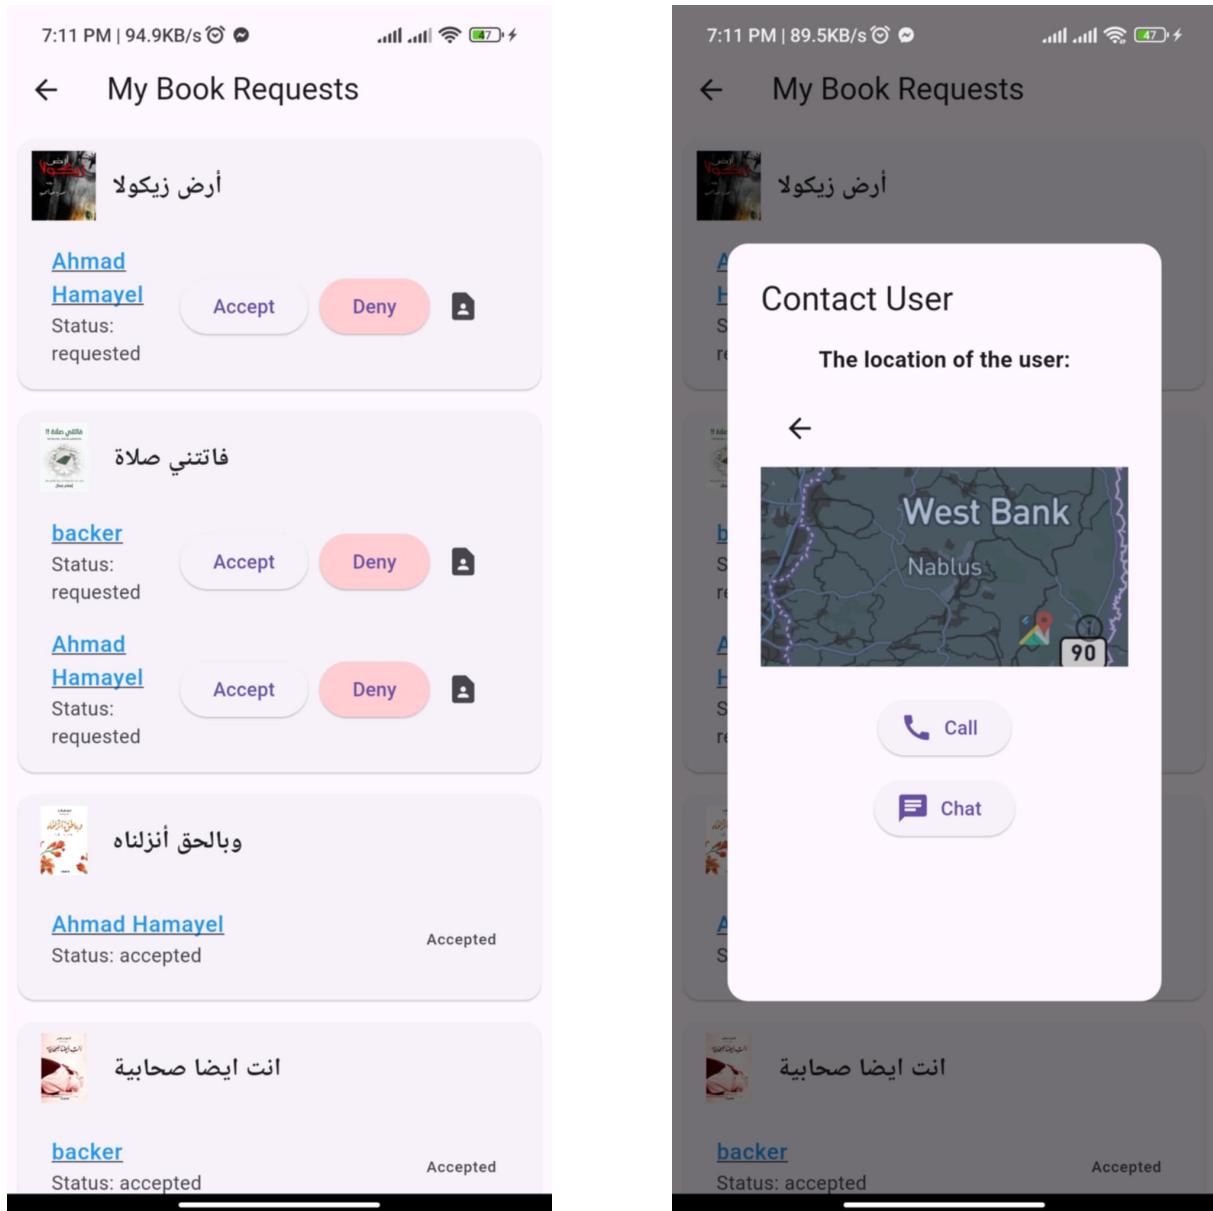 7:11 PM | 94.9KB/s
47
My Book Requests
أرض زيكولا
Ahmad
Hamayel
Status:
requested
Accept
Deny
فاتتني صلاة
backer
Status:
requested
Accept
Deny
Ahmad
Hamayel
Status:
requested
Accept
Deny
وبالحق أنزلناه
Ahmad Hamayel
Status: accepted
Accepted
انت ايضا صحابية
backer
Status: accepted
Accepted
7:11 PM | 89.5KB/s
47
My Book Requests
أرض زيكولا
Contact User
The location of the user:
West Bank
Nablus
90
Call
Chat
انت ايضا صحابية
backer
Status: accepted
Accepted